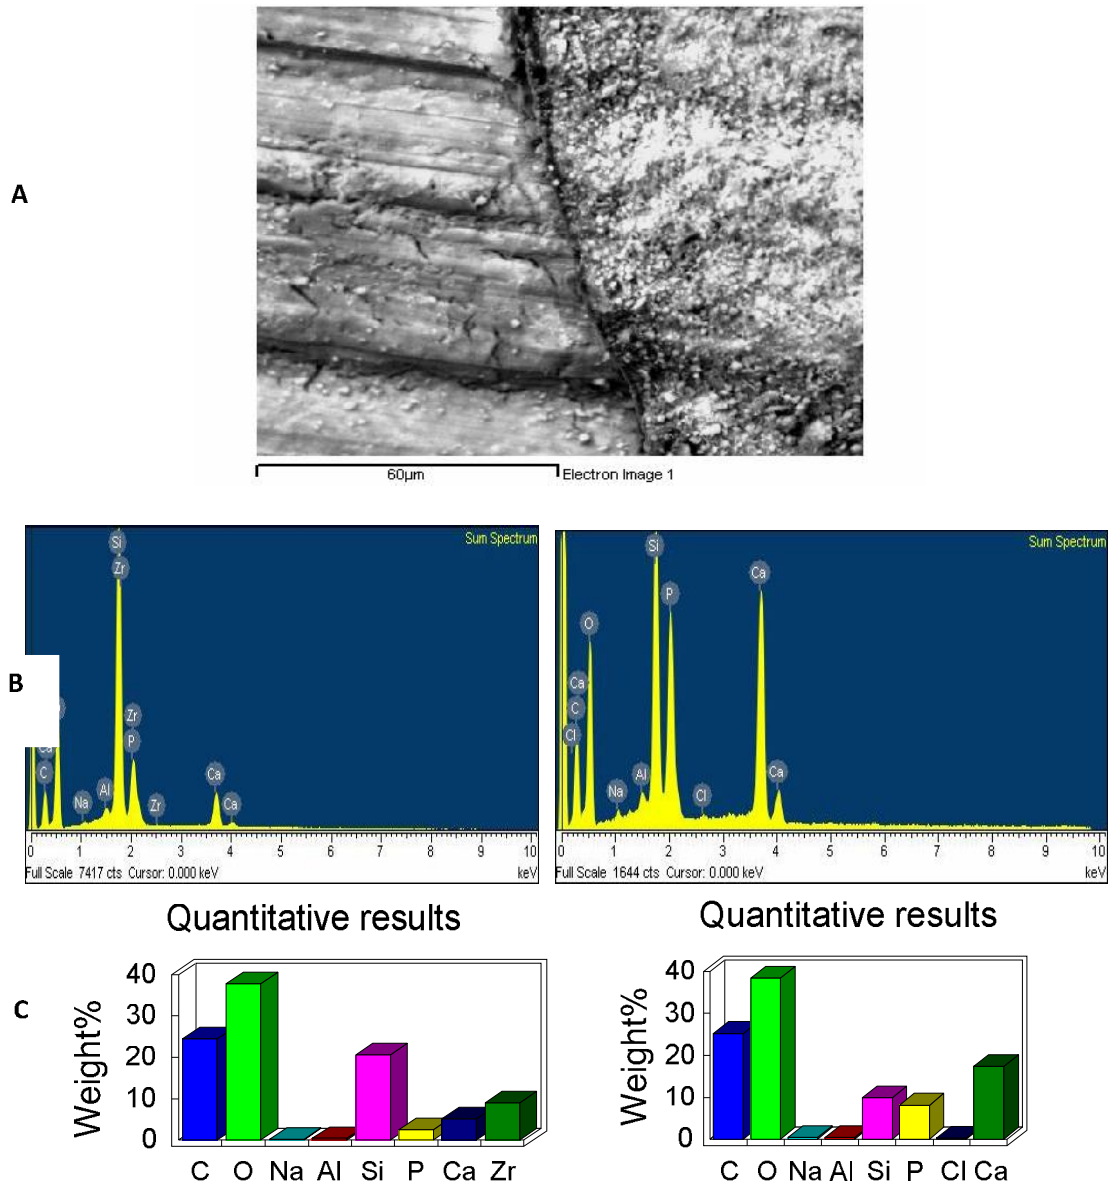 A
60µm
Electron Image 1
B
Sum Spectrum
Si
Zr
Zr
P
Ca
C
Na
Al
Zr
Ca
Ca
0 1 2 3 4 5 6 7 8 9 10
Full Scale 7417 cts Cursor: 0.000 keV
keV
Sum Spectrum
Si
Ca
P
O
Ca
C
Cl
Na
Al
Cl
Ca
0 1 2 3 4 5 6 7 8 9 10
Full Scale 1644 cts Cursor: 0.000 keV
keV
C
Quantitative results
Weight%
40
30
20
10
0
C O Na Al Si P Ca Zr
Quantitative results
Weight%
40
30
20
10
0
C O Na Al Si P Cl Ca